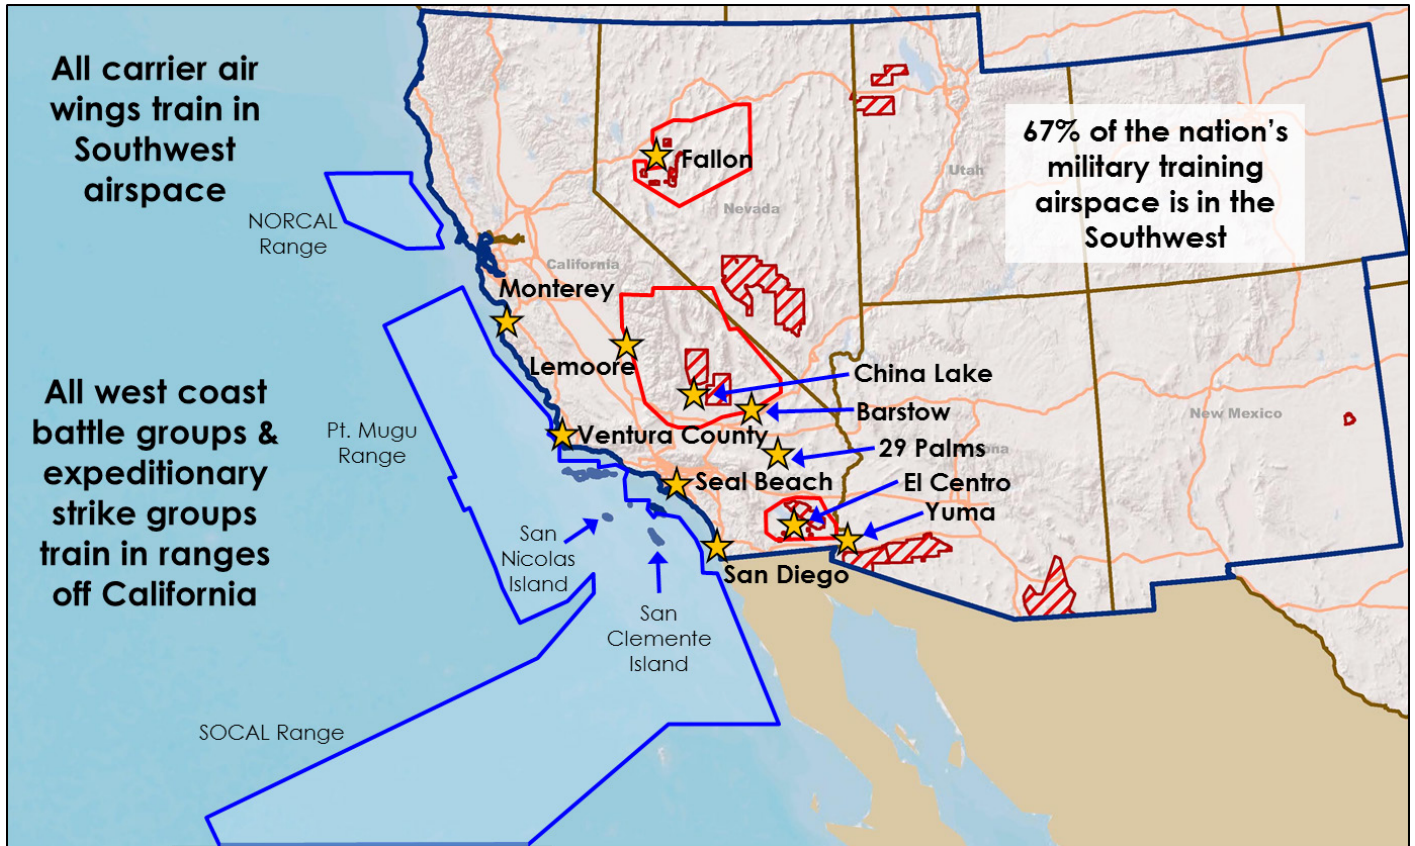 All carrier air
wings train in
Southwest
airspace
67% of the nation's
military training
airspace is in the
Southwest
Fallon
Utah
Nevada
NORCAL
Range
California
Monterey
Lemoore
China Lake
Barstow
New Mexico
All west coast
battle groups &
expeditionary
strike groups
train in ranges
off California
Pt. Mugu
Range
Ventura County
29 Palms
ona
Seal Beach
El Centro
Yuma
San
Nicolas
Island
San Diego
San
Clemente
Island
SOCAL Range